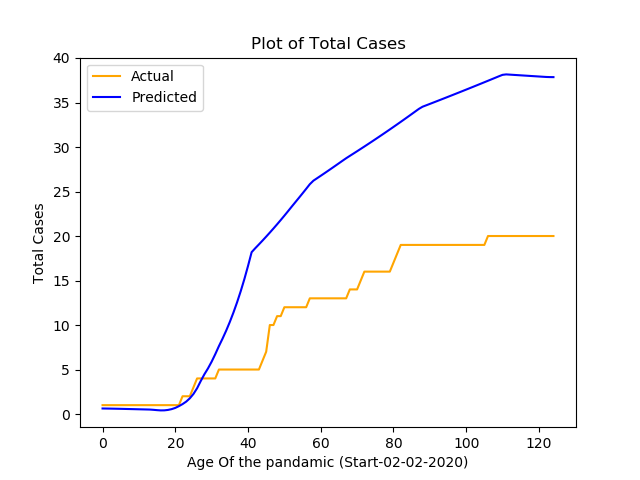 Plot of Total Cases
Actual
Predicted
40
35
30
25
20
15
10
5
0
Total Cases
0 20 40 60 80 100 120
Age Of the pandamic (Start-02-02-2020)